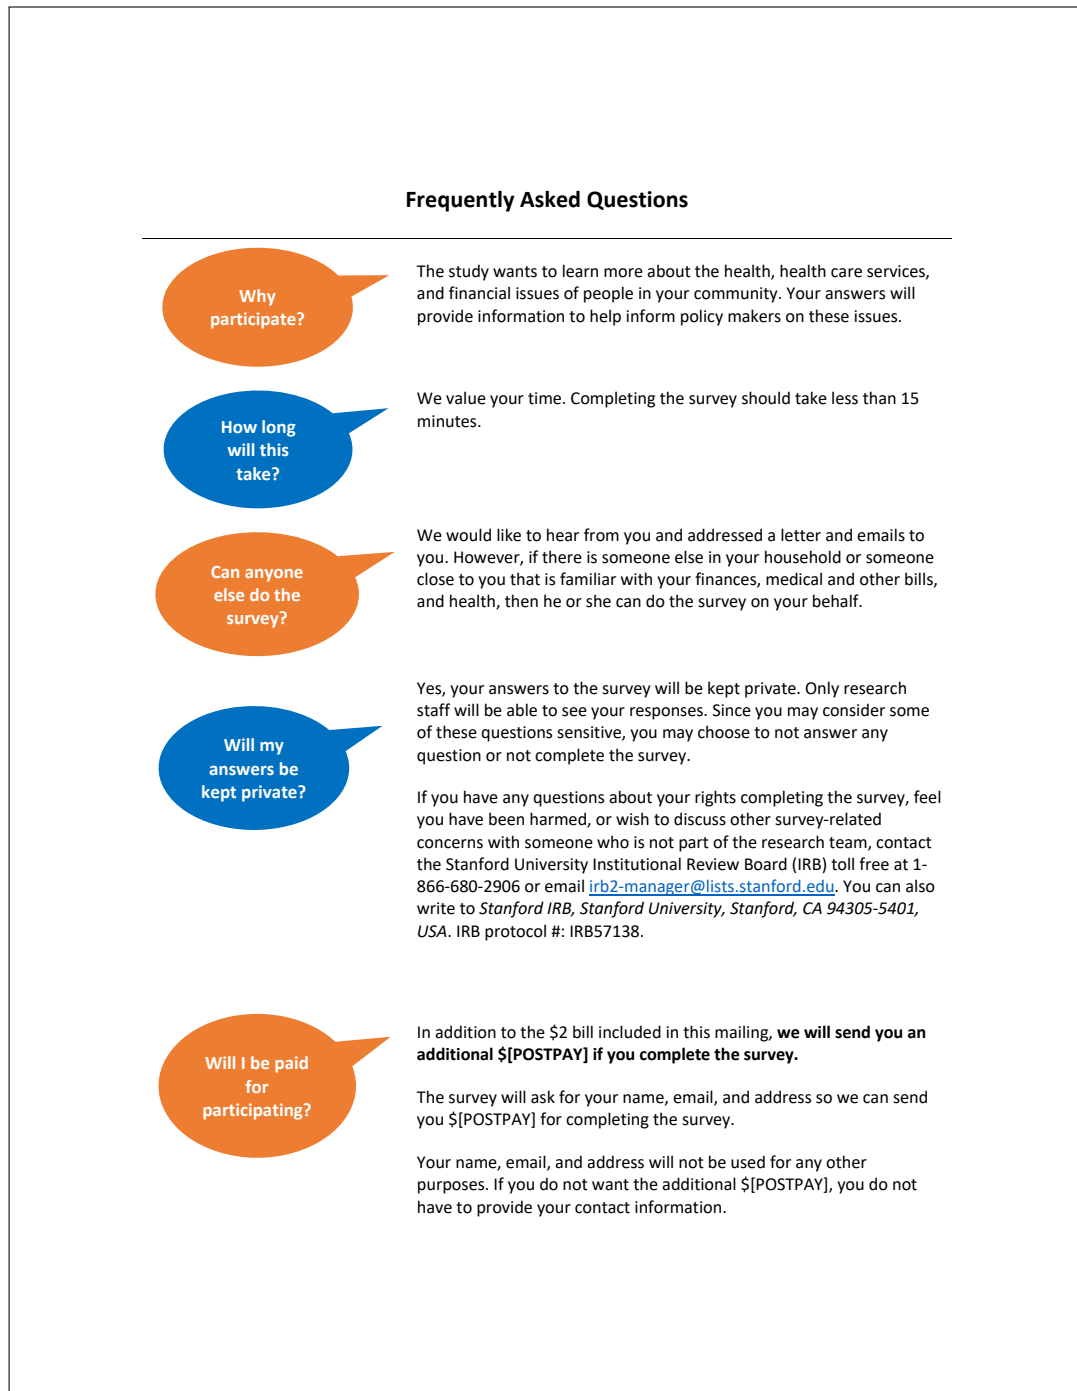 Frequently Asked Questions
Why
participate?
The study wants to learn more about the health, health care services,
and financial issues of people in your community. Your answers will
provide information to help inform policy makers on these issues.
How long
will this
take?
We value your time. Completing the survey should take less than 15
minutes.
Can anyone
else do the
survey?
We would like to hear from you and addressed a letter and emails to
you. However, if there is someone else in your household or someone
close to you that is familiar with your finances, medical and other bills,
and health, then he or she can do the survey on your behalf.
Will my
answers be
kept private?
Yes, your answers to the survey will be kept private. Only research
staff will be able to see your responses. Since you may consider some
of these questions sensitive, you may choose to not answer any
question or not complete the survey.
If you have any questions about your rights completing the survey, feel
you have been harmed, or wish to discuss other survey-related
concerns with someone who is not part of the research team, contact
the Stanford University Institutional Review Board (IRB) toll free at 1-
866-680-2906 or email irb2-manager@lists.stanford.edu. You can also
write to Stanford IRB, Stanford University, Stanford, CA 94305-5401,
USA. IRB protocol #: IRB57138.
Will I be paid
for
participating?
In addition to the $2 bill included in this mailing, we will send you an
additional $[POSTPAY] if you complete the survey.
The survey will ask for your name, email, and address so we can send
you $[POSTPAY] for completing the survey.
Your name, email, and address will not be used for any other
purposes. If you do not want the additional $[POSTPAY], you do not
have to provide your contact information.